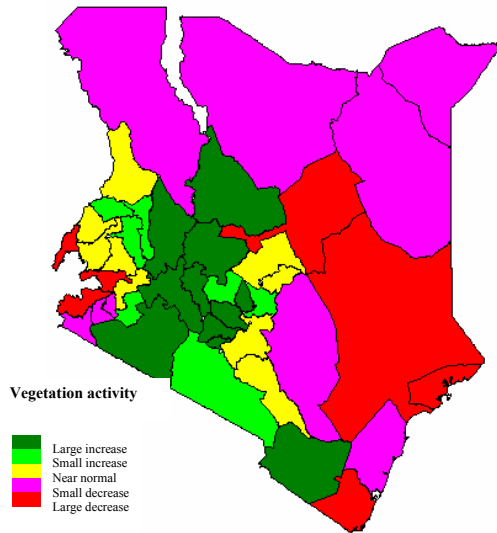 Vegetation activity
Large increase
Small increase
Near normal
Small decrease
Large decrease